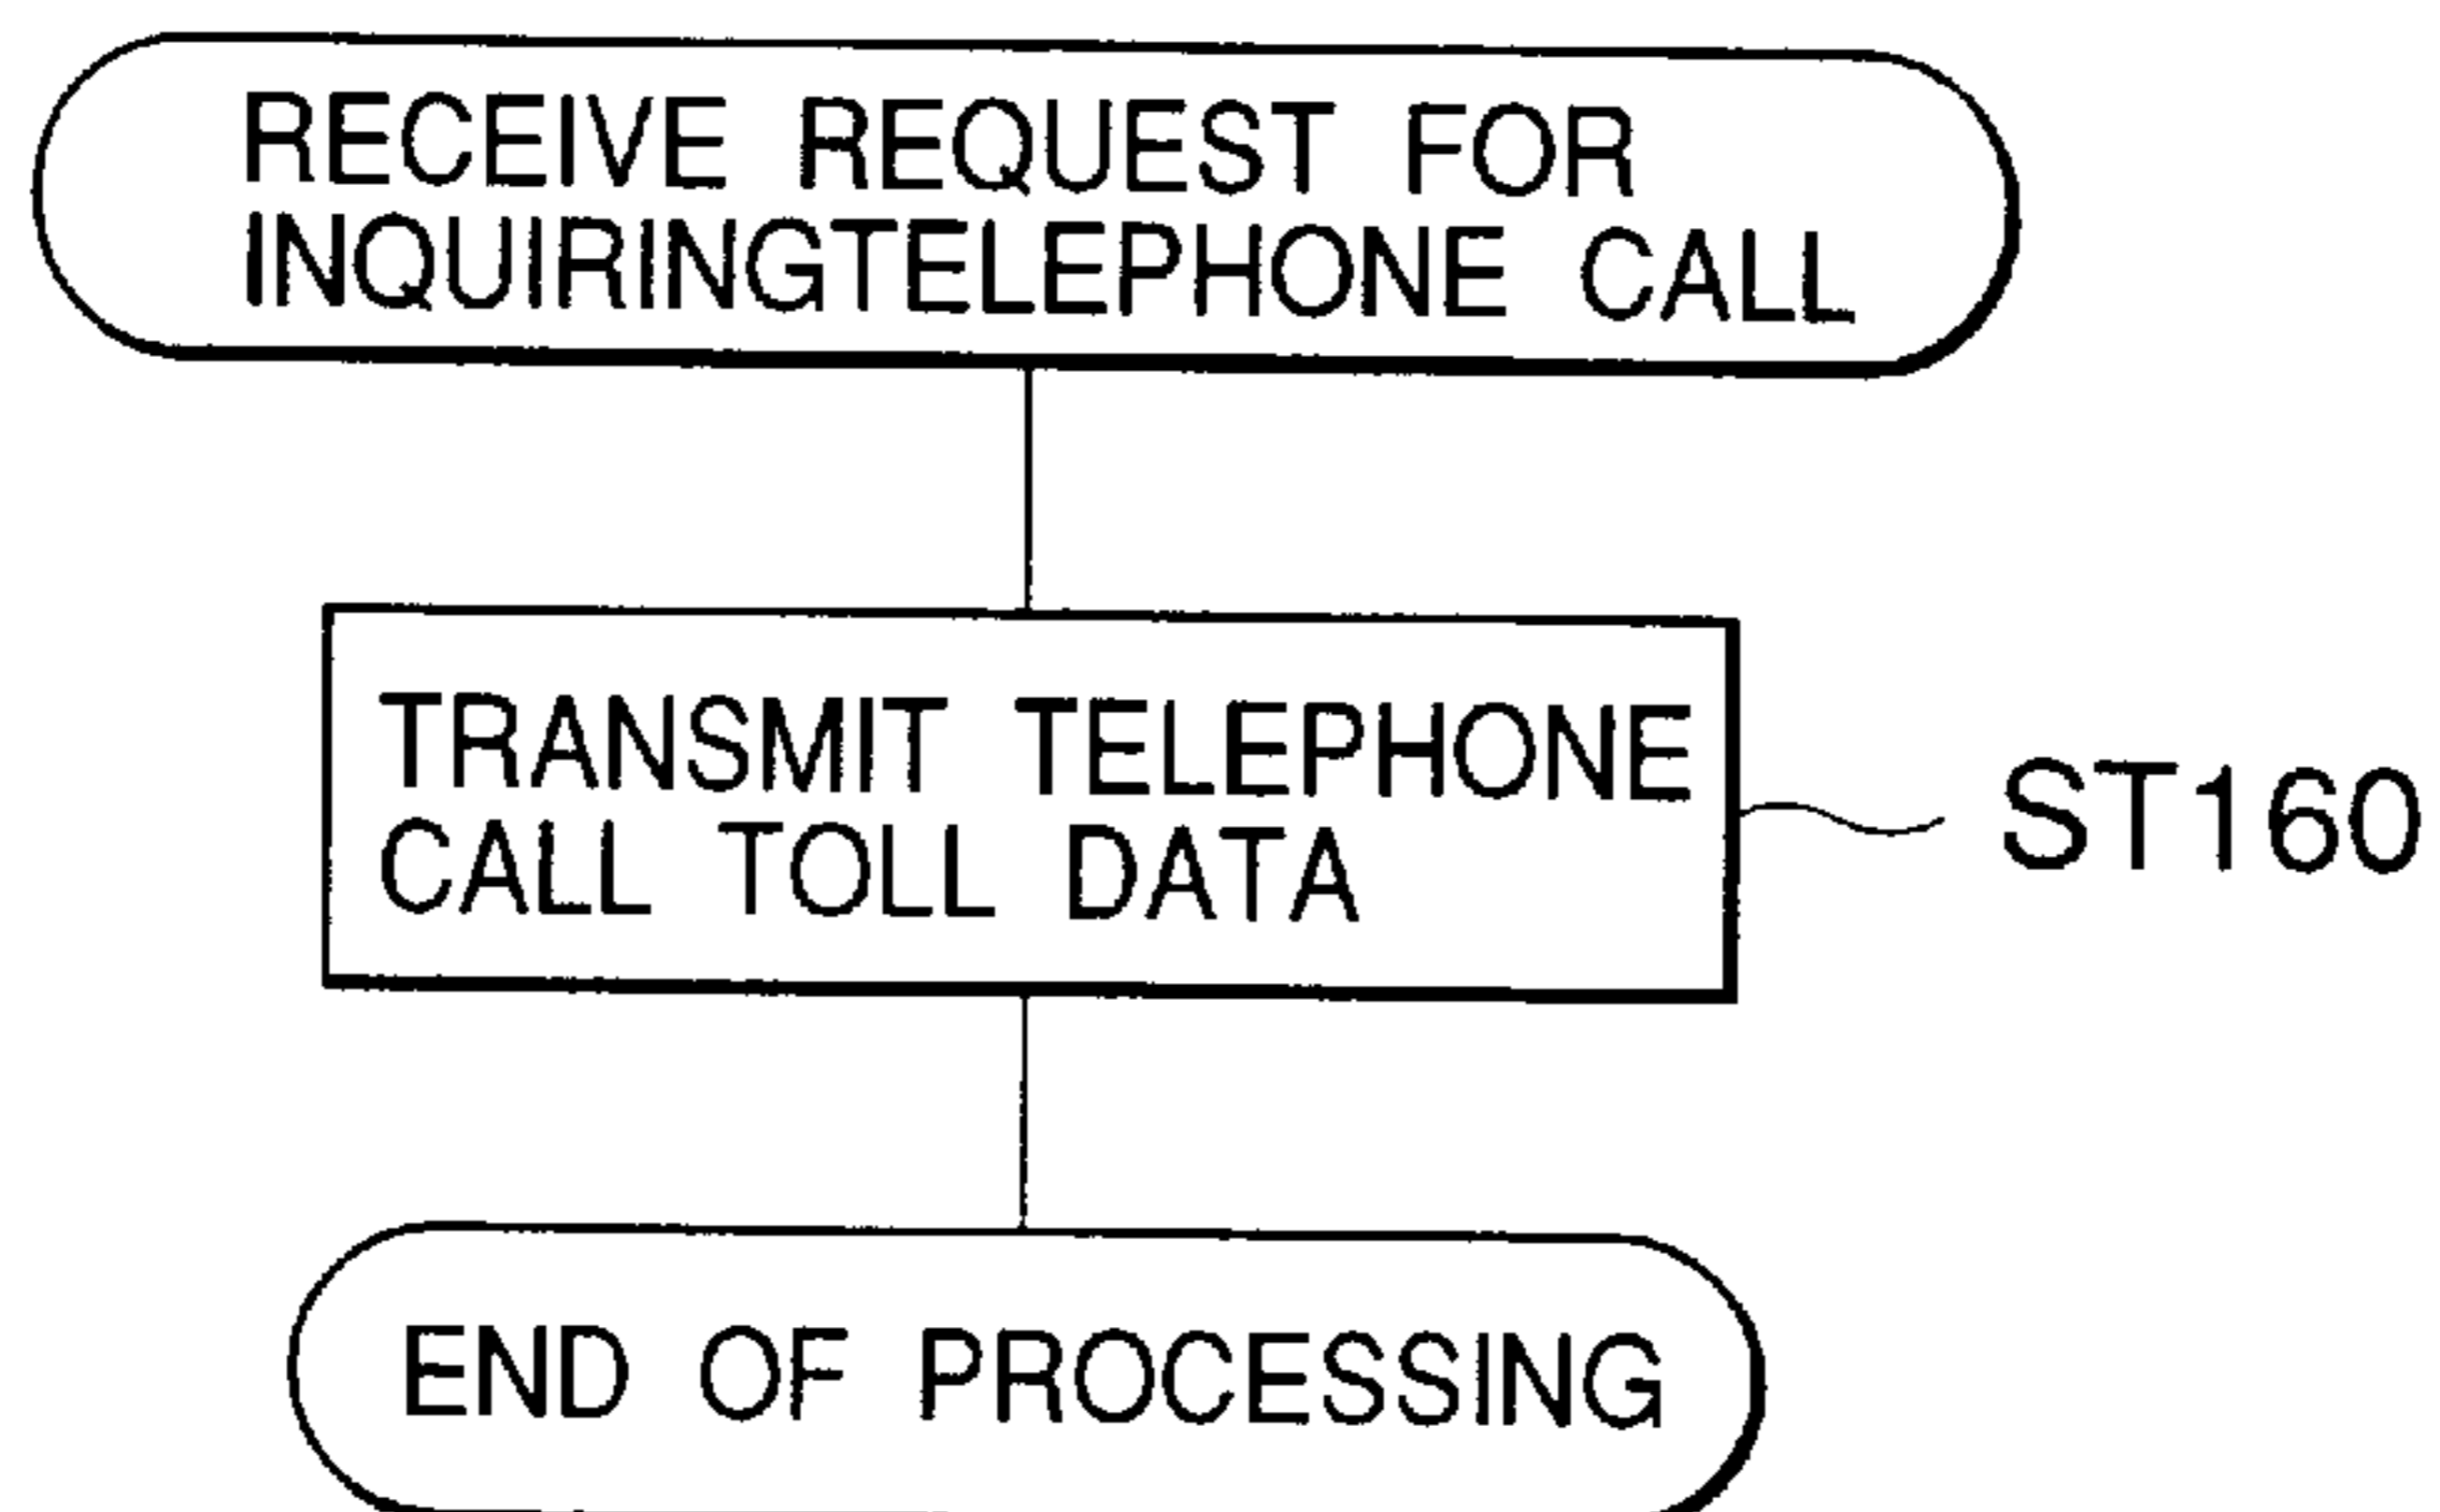 RECEIVE REQUEST FOR
INQUIRINGTELEPHONE CALL
TRANSMIT TELEPHONE
CALL TOLL DATA
ST160
END OF PROCESSING